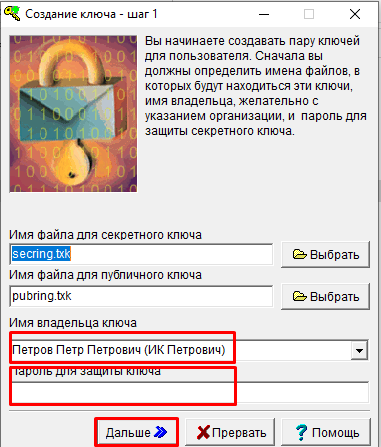 Создание ключа - шаг 1
Вы начинаете создавать пару ключей
для пользователя. Сначала вы
должны определить имена файлов, в
которых будут находиться эти ключи,
имя владельца, желательно с
указанием организации, и пароль для
защиты секретного ключа.
Имя файла для секретного ключа
secring.txk
Выбрать
Имя файла для публичного ключа
pubring.txk
Выбрать
Имя владельца ключа
Петров Петр Петрович (ИК Петрович)
Пароль для защиты ключа
Дальше
Прервать
Помощь